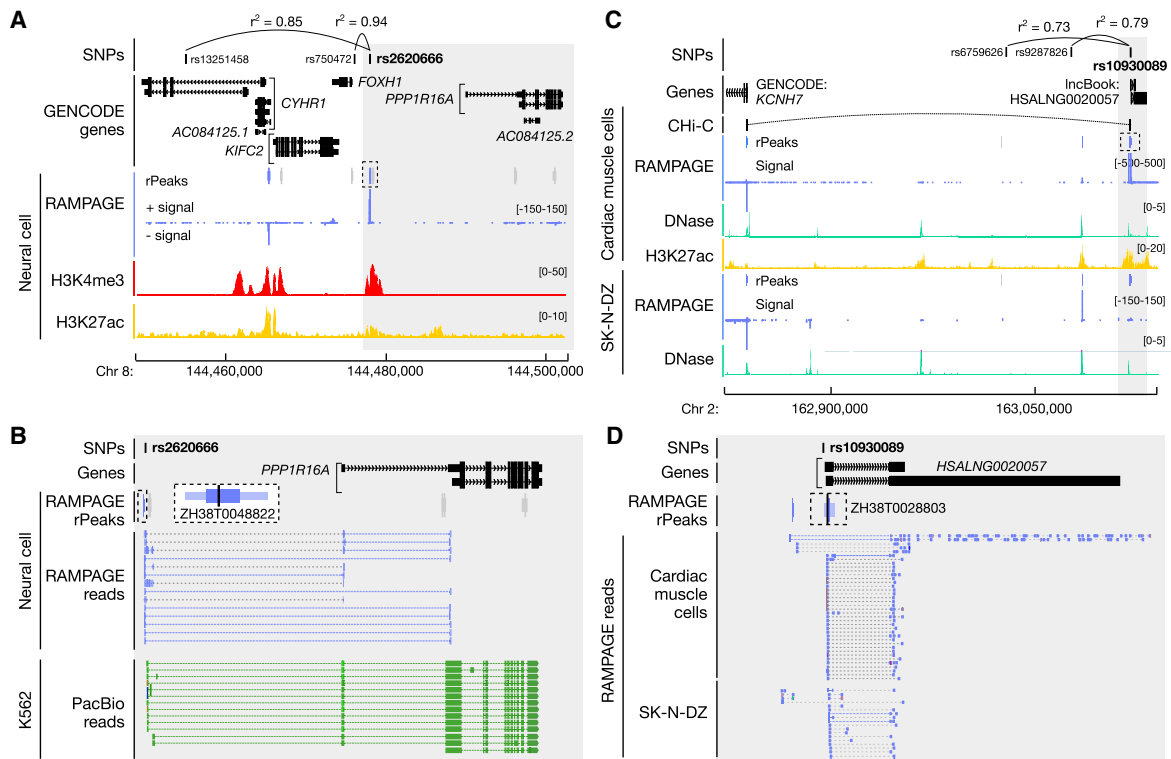 A
r² = 0.85
r² = 0.94
SNPs
rs13251458
rs750472
rs2620666
GENCODE
genes
FOXH1
PPP1R16A
CYHR1
AC084125.1
KIFC2
AC084125.2
Neural cell
RAMPAGE
rPeaks
+ signal
- signal
[-150-150]
H3K4me3
[0-50]
H3K27ac
[0-10]
Chr 8:
144,460,000
144,480,000
144,500,000
B
SNPs
rs2620666
Genes
PPP1R16A
RAMPAGE
rPeaks
ZH38T0048822
Neural cell
RAMPAGE
reads
K562
PacBio
reads
C
r² = 0.73
r² = 0.79
SNPs
rs6759626
rs9287826
rs10930089
Genes
GENCODE:
KCNH7
lncBook:
HSALNG0020057
Cardiac muscle cells
CHi-C
RAMPAGE
rPeaks
Signal
[-500-500]
DNase
[0-5]
H3K27ac
[0-20]
SK-N-DZ
RAMPAGE
rPeaks
Signal
[-150-150]
DNase
[0-5]
Chr 2:
162,900,000
163,050,000
D
SNPs
rs10930089
Genes
HSALNG0020057
RAMPAGE
rPeaks
ZH38T0028803
RAMPAGE reads
Cardiac
muscle
cells
SK-N-DZ